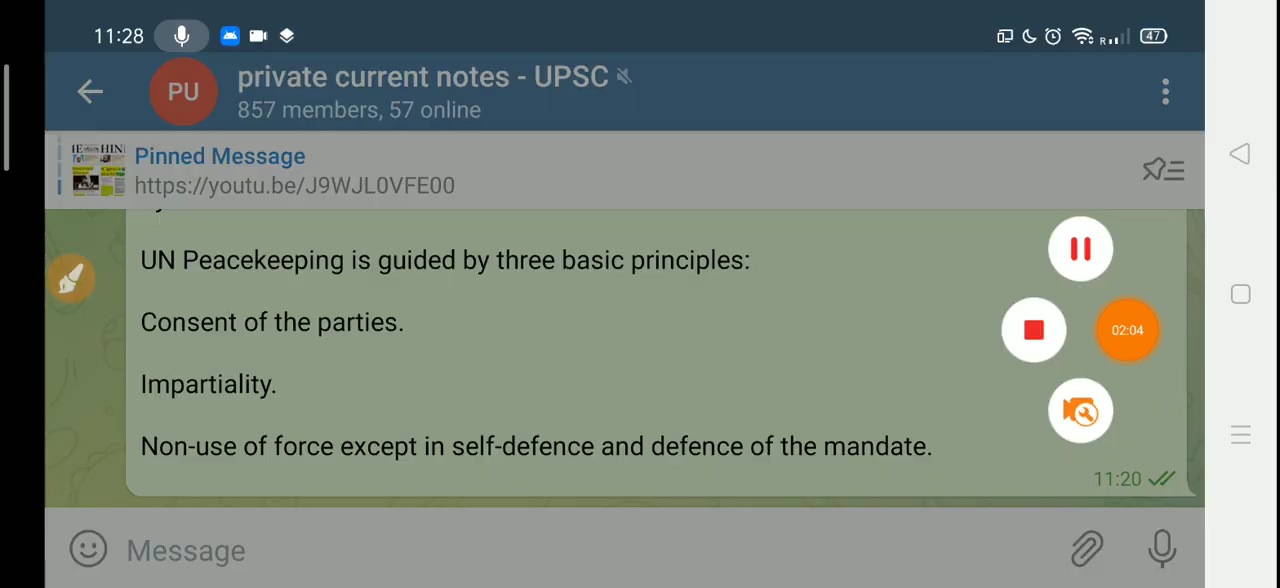 11:28
R
47
PU
private current notes - UPSC
857 members, 57 online
Pinned Message
https://youtu.be/J9WJL0VFE00
UN Peacekeeping is guided by three basic principles:
Consent of the parties.
02:04
Impartiality.
Non-use of force except in self-defence and defence of the mandate.
11:20
Message